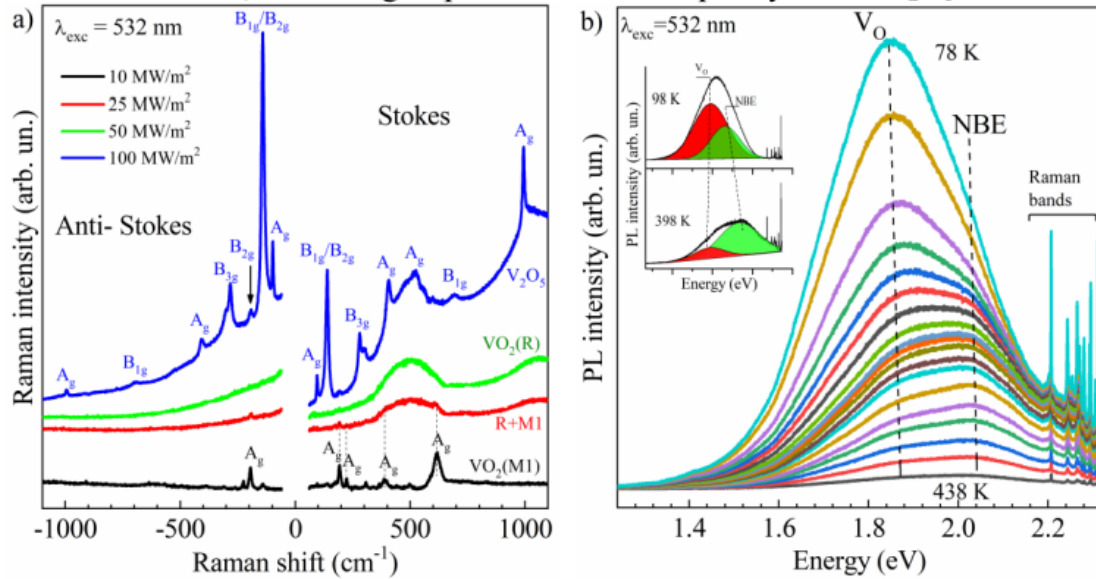 a)
λexc = 532 nm
10 MW/m²
25 MW/m²
50 MW/m²
100 MW/m²
B1g/B2g
Stokes
Ag
Anti- Stokes
B2g
Ag
B3g
Ag
B1g
Ag
B1g/B2g
Ag
B3g
Ag
Ag
B1g
V2O5
VO2(R)
R+M1
Ag
Ag
Ag
Ag
Ag
VO2(M1)
Raman intensity (arb. un.)
-1000
-500
0
500
1000
Raman shift (cm-1)
b)
λexc=532 nm
VO
78 K
NBE
Raman
bands
98 K
VO
NBE
398 K
PL intensity (arb. un.)
Energy (eV)
438 K
PL intensity (arb. un.)
1.4
1.6
1.8
2.0
2.2
Energy (eV)